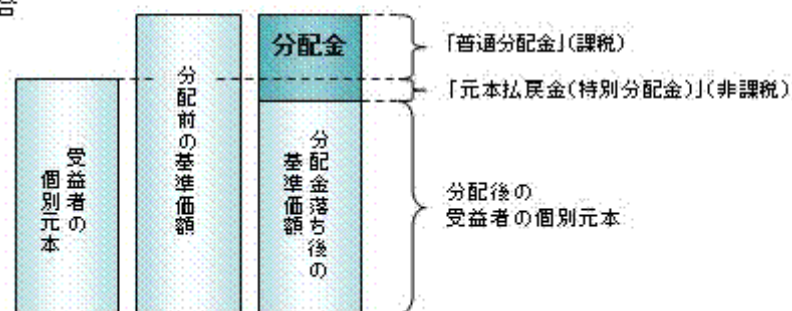 合
分配金
「普通分配金」(課税)
「元本払戻金(特別分配金)」(非課税)
受益者の
個別元本
分配前の基準価額
分配金落ち後の
基準価額
分配後の
受益者の個別元本